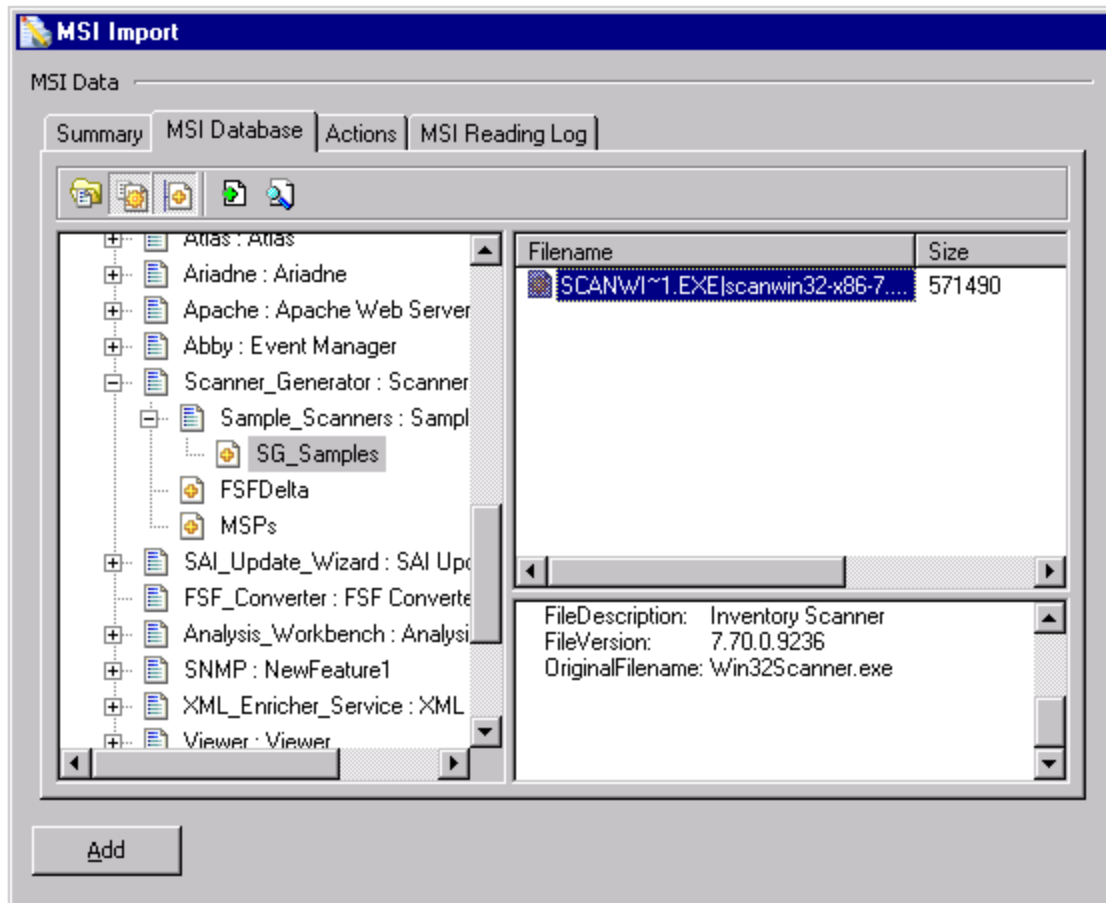 MSI Import
MSI Data
Summary
MSI Database
Actions
MSI Reading Log
Atlas : Atlas
Ariadne : Ariadne
Apache : Apache Web Server
Abby : Event Manager
Scanner_Generator : Scanner
Sample_Scanners : Sampl
SG_Samples
FSFDelta
MSPs
SAI_Update_Wizard : SAI Upd
FSF_Converter : FSF Converte
Analysis_Workbench : Analysi
SNMP : NewFeature1
XML_Enricher_Service : XML
Viewer : Viewer
Filename Size
SCANWI~1.EXE|scanwin32-x86-7.... 571490
FileDescription: Inventory Scanner
FileVersion: 7.70.0.9236
OriginalFilename: Win32Scanner.exe
Add